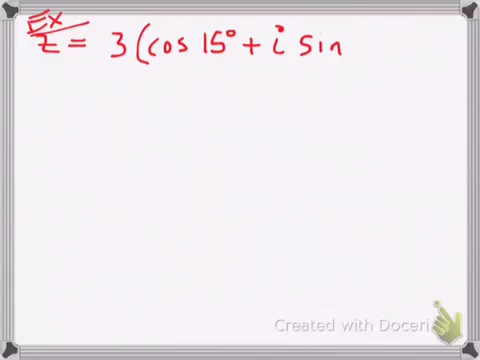 Ex
z = 3 (cos 15° + i sin
Created with Doceri